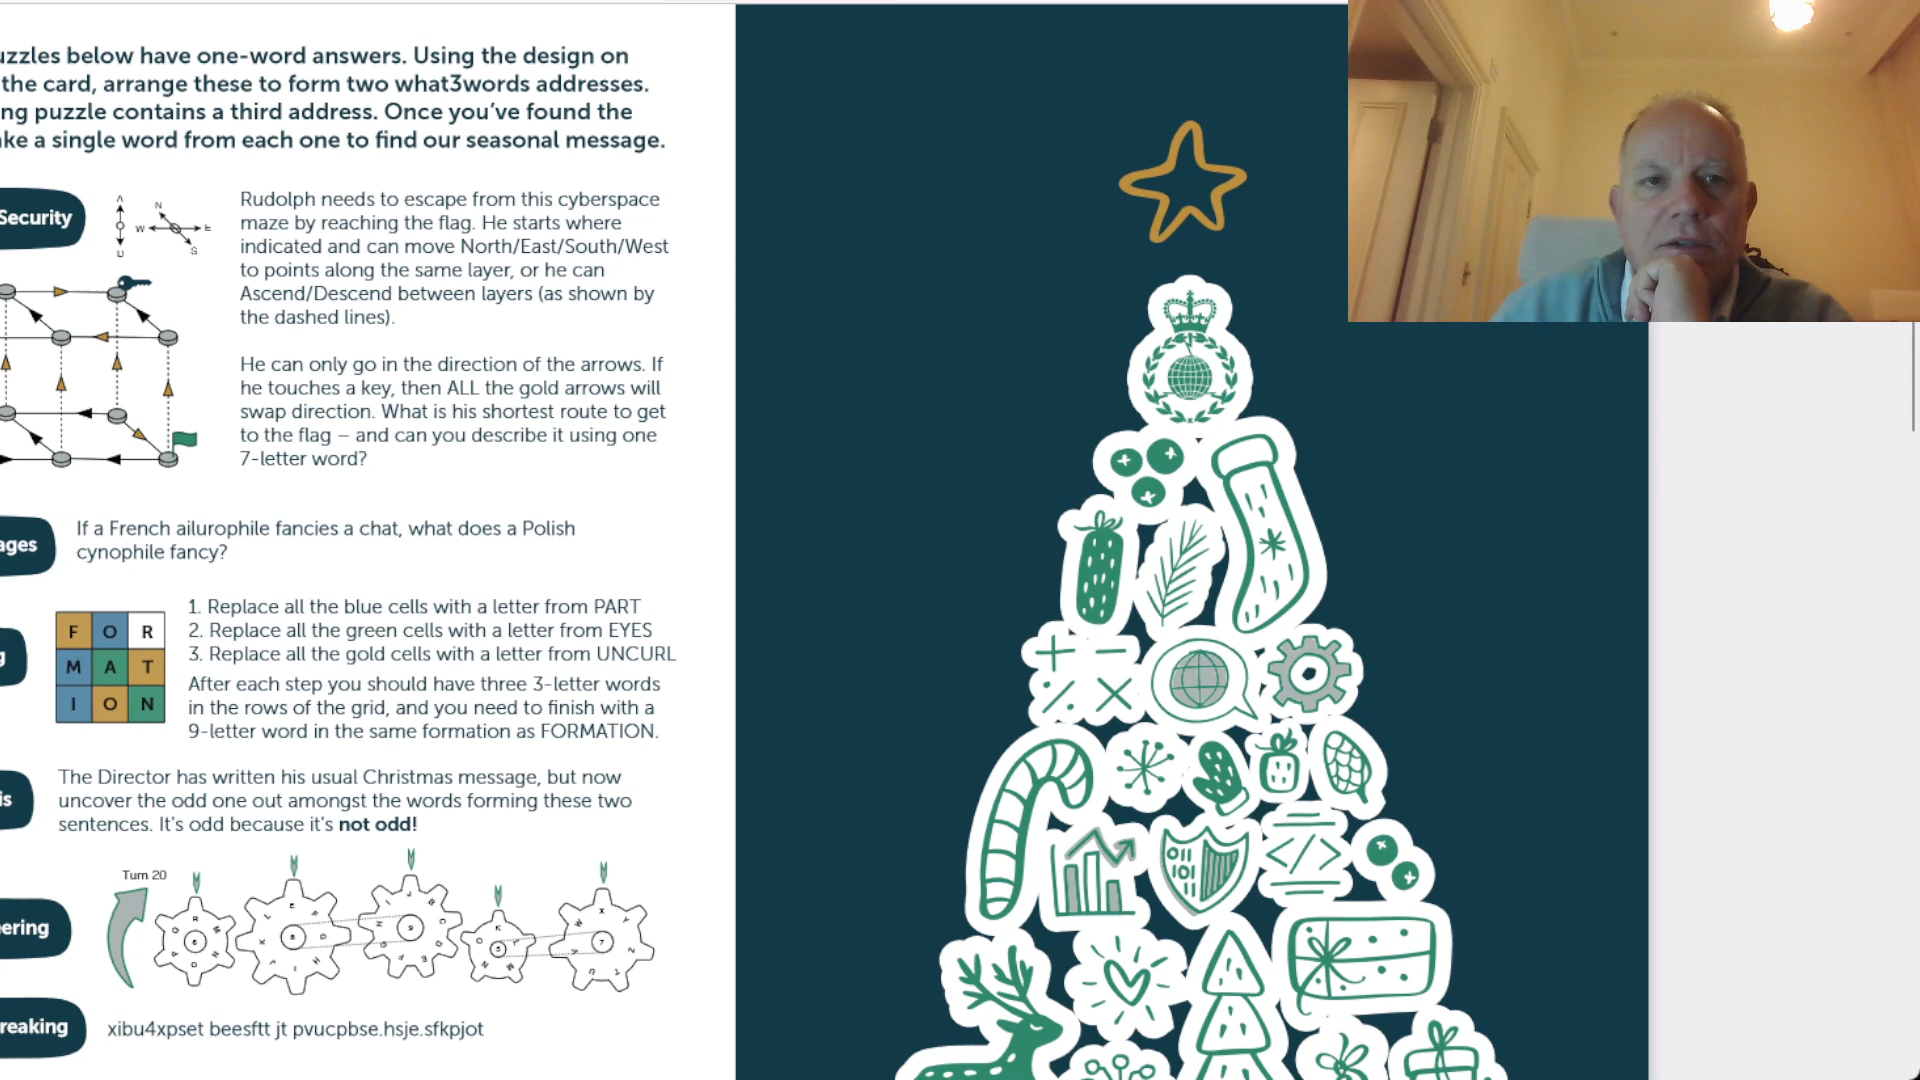 below have one-word answers. Using the design on
the card, arrange these to form two what3words addresses.
puzzle contains a third address. Once you've found the
a single word from each one to find our seasonal message.
Security
A
U
N
W
E
S
Rudolph needs to escape from this cyberspace
maze by reaching the flag. He starts where
indicated and can move North/East/South/West
to points along the same layer, or he can
Ascend/Descend between layers (as shown by
the dashed lines).
He can only go in the direction of the arrows. If
he touches a key, then ALL the gold arrows will
swap direction. What is his shortest route to get
to the flag – and can you describe it using one
7-letter word?
If a French ailurophile fancies a chat, what does a Polish
cynophile fancy?
F O R
M A T
I O N
1. Replace all the blue cells with a letter from PART
2. Replace all the green cells with a letter from EYES
3. Replace all the gold cells with a letter from UNCURL
After each step you should have three 3-letter words
in the rows of the grid, and you need to finish with a
9-letter word in the same formation as FORMATION.
The Director has written his usual Christmas message, but now
uncover the odd one out amongst the words forming these two
sentences. It's odd because it's not odd!
Turn 20
xibu4xpset beesftt jt pvucpbse.hsje.sfkpjot
+ −
% ×
011
101
11
</>